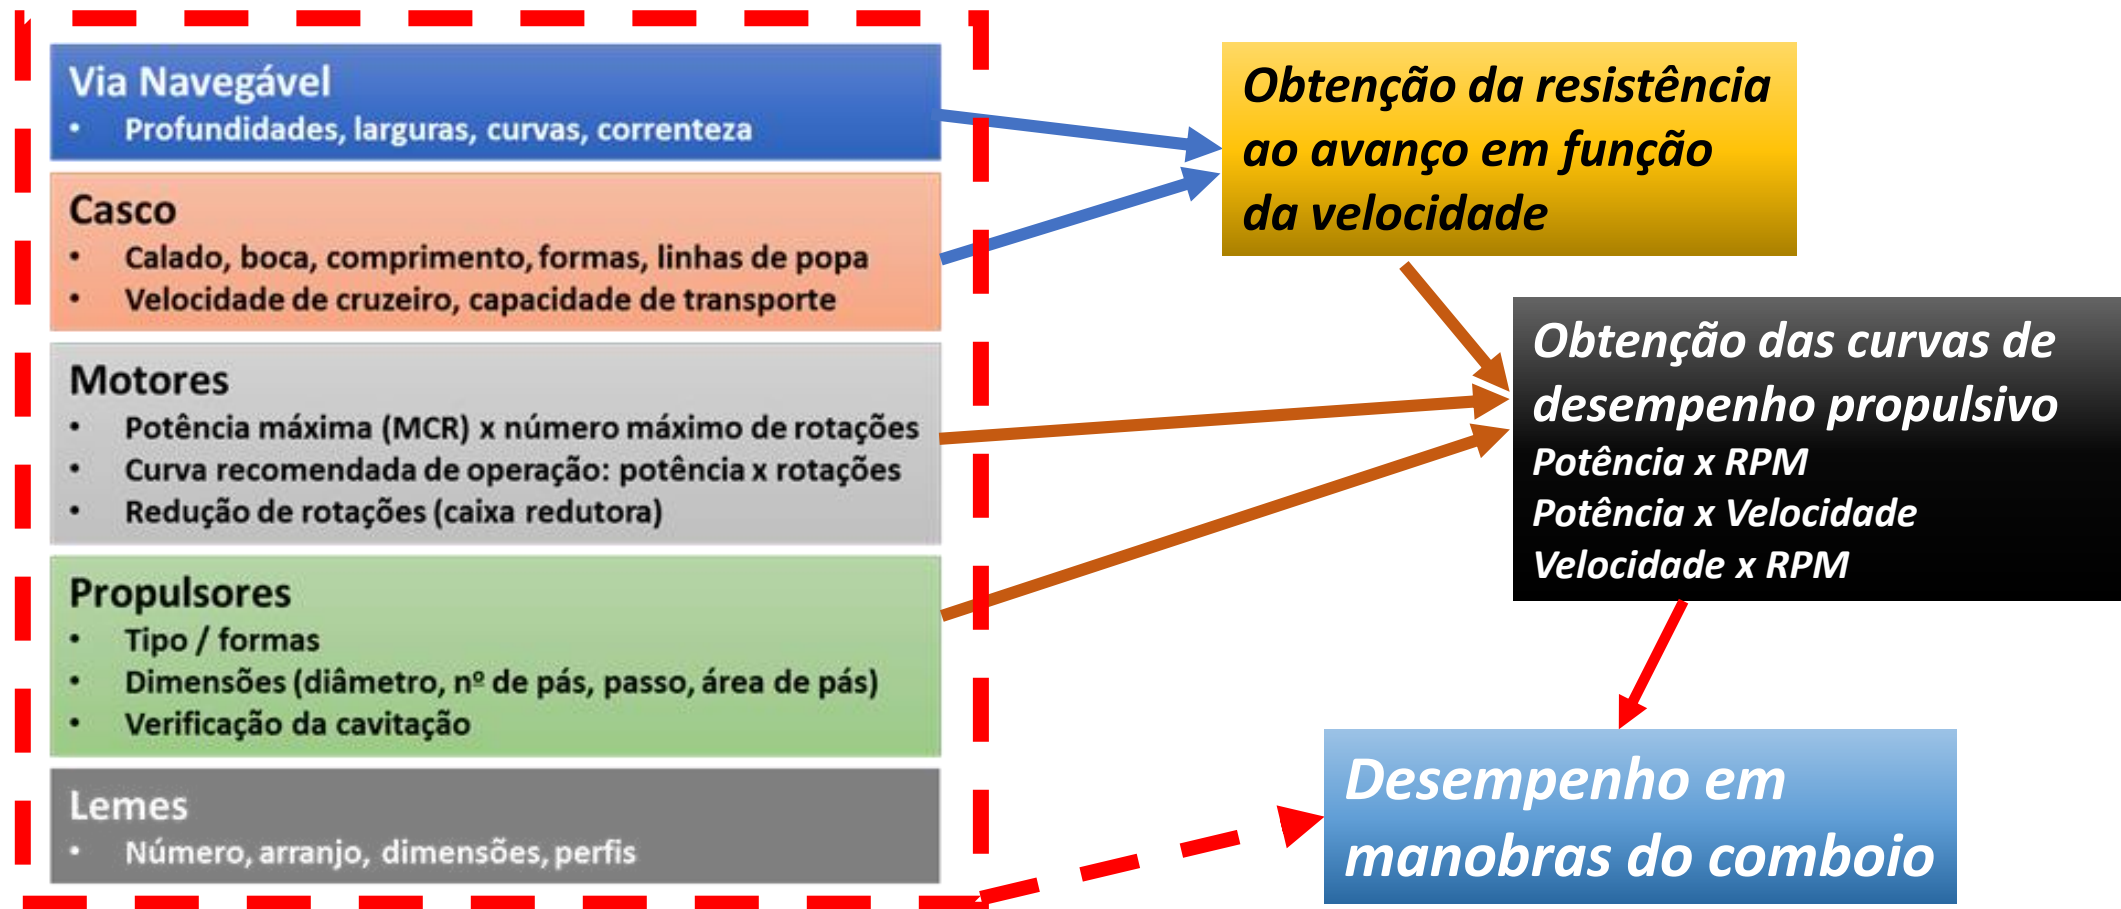 Via Navegável
• Profundidades, larguras, curvas, correnteza
Casco
• Calado, boca, comprimento, formas, linhas de popa
• Velocidade de cruzeiro, capacidade de transporte
Motores
• Potência máxima (MCR) x número máximo de rotações
• Curva recomendada de operação: potência x rotações
• Redução de rotações (caixa redutora)
Propulsores
• Tipo / formas
• Dimensões (diâmetro, nº de pás, passo, área de pás)
• Verificação da cavitação
Lemes
• Número, arranjo, dimensões, perfis
Obtenção da resistência
ao avanço em função
da velocidade
Obtenção das curvas de
desempenho propulsivo
Potência x RPM
Potência x Velocidade
Velocidade x RPM
Desempenho em
manobras do comboio